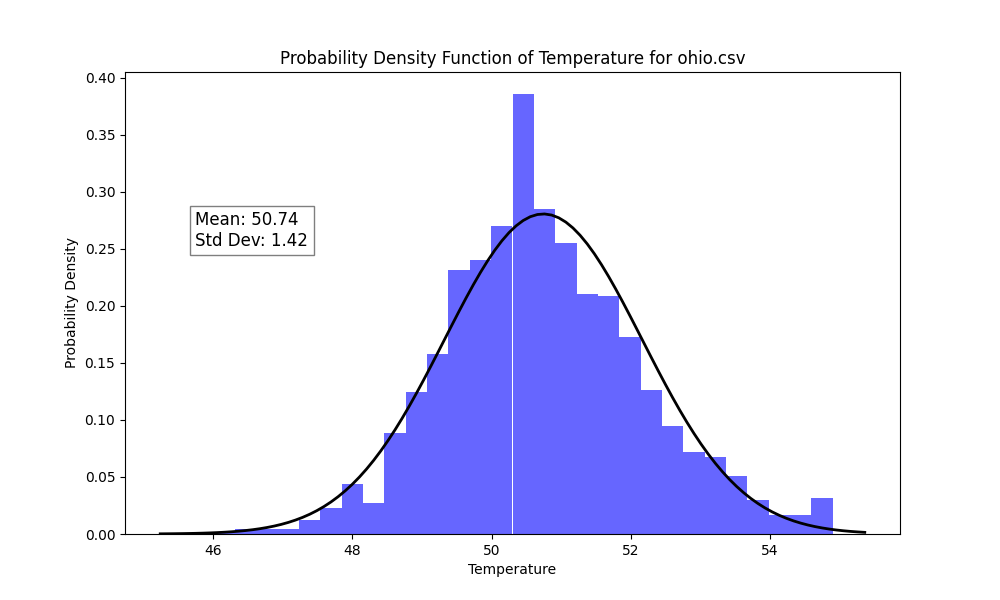 Probability Density Function of Temperature for ohio.csv
0.40
0.35
0.30
0.25
0.20
0.15
0.10
0.05
0.00
Probability Density
Mean: 50.74
Std Dev: 1.42
46 48 50 52 54
Temperature